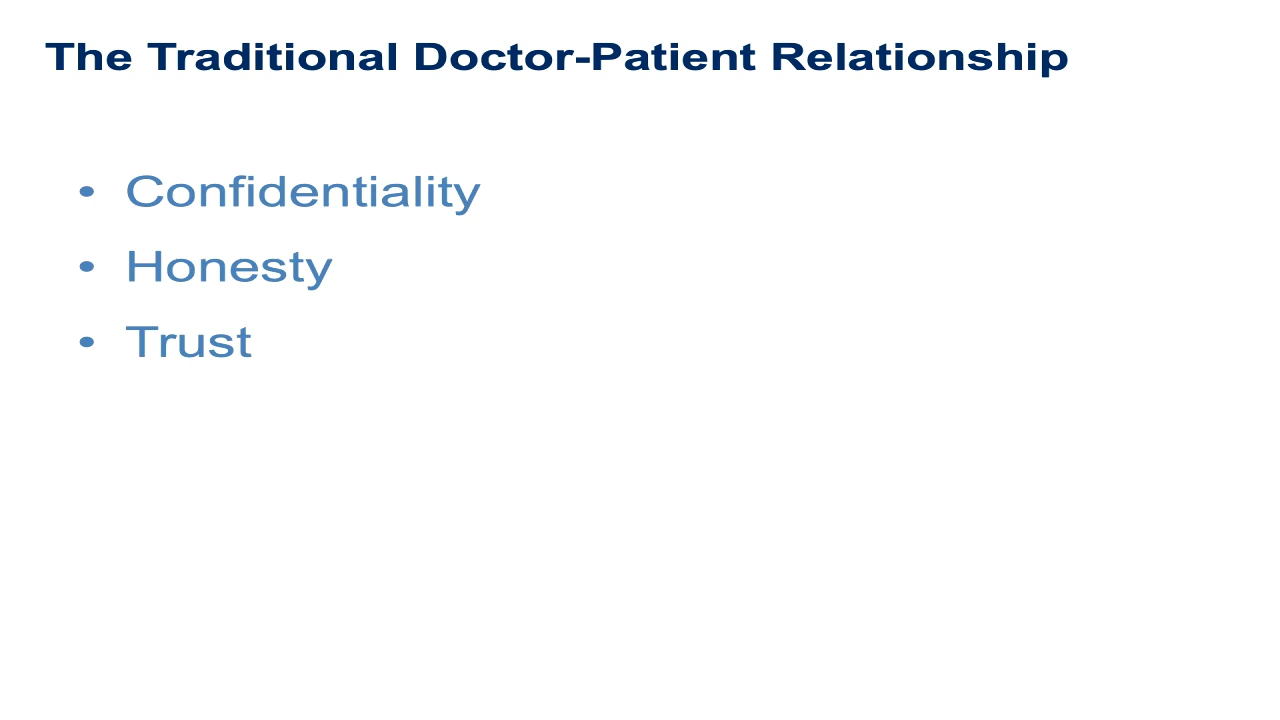 The Traditional Doctor-Patient Relationship
• Confidentiality
• Honesty
• Trust